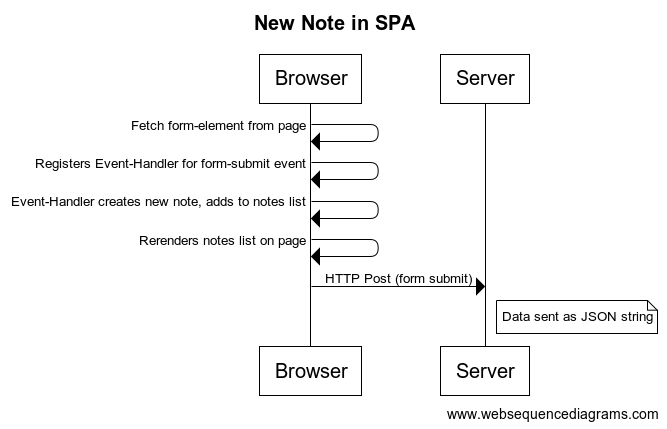 New Note in SPA
Browser
Server
Fetch form-element from page
Registers Event-Handler for form-submit event
Event-Handler creates new note, adds to notes list
Rerenders notes list on page
HTTP Post (form submit)
Data sent as JSON string
Browser
Server
www.websequencediagrams.com